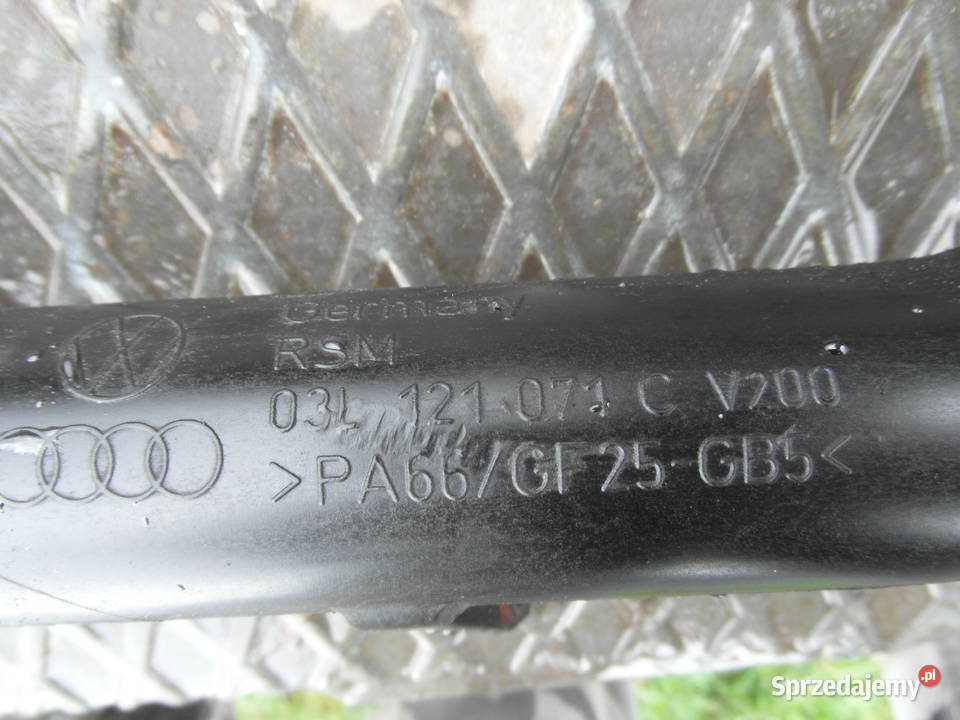 Germany
RSM
03L 121 071 C V200
>PA66/GF25 GB5<
Sprzedajemy.pl